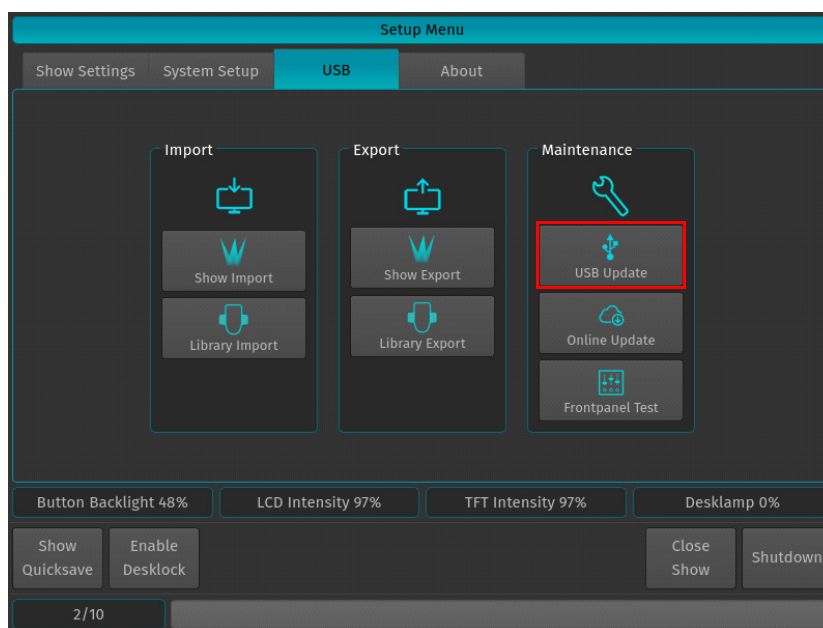 Setup Menu
Show Settings
System Setup
USB
About
Import
Show Import
Library Import
Export
Show Export
Library Export
Maintenance
USB Update
Online Update
Frontpanel Test
Button Backlight 48%
LCD Intensity 97%
TFT Intensity 97%
Desklamp 0%
Show
Quicksave
Enable
Desklock
Close
Show
Shutdown
2/10